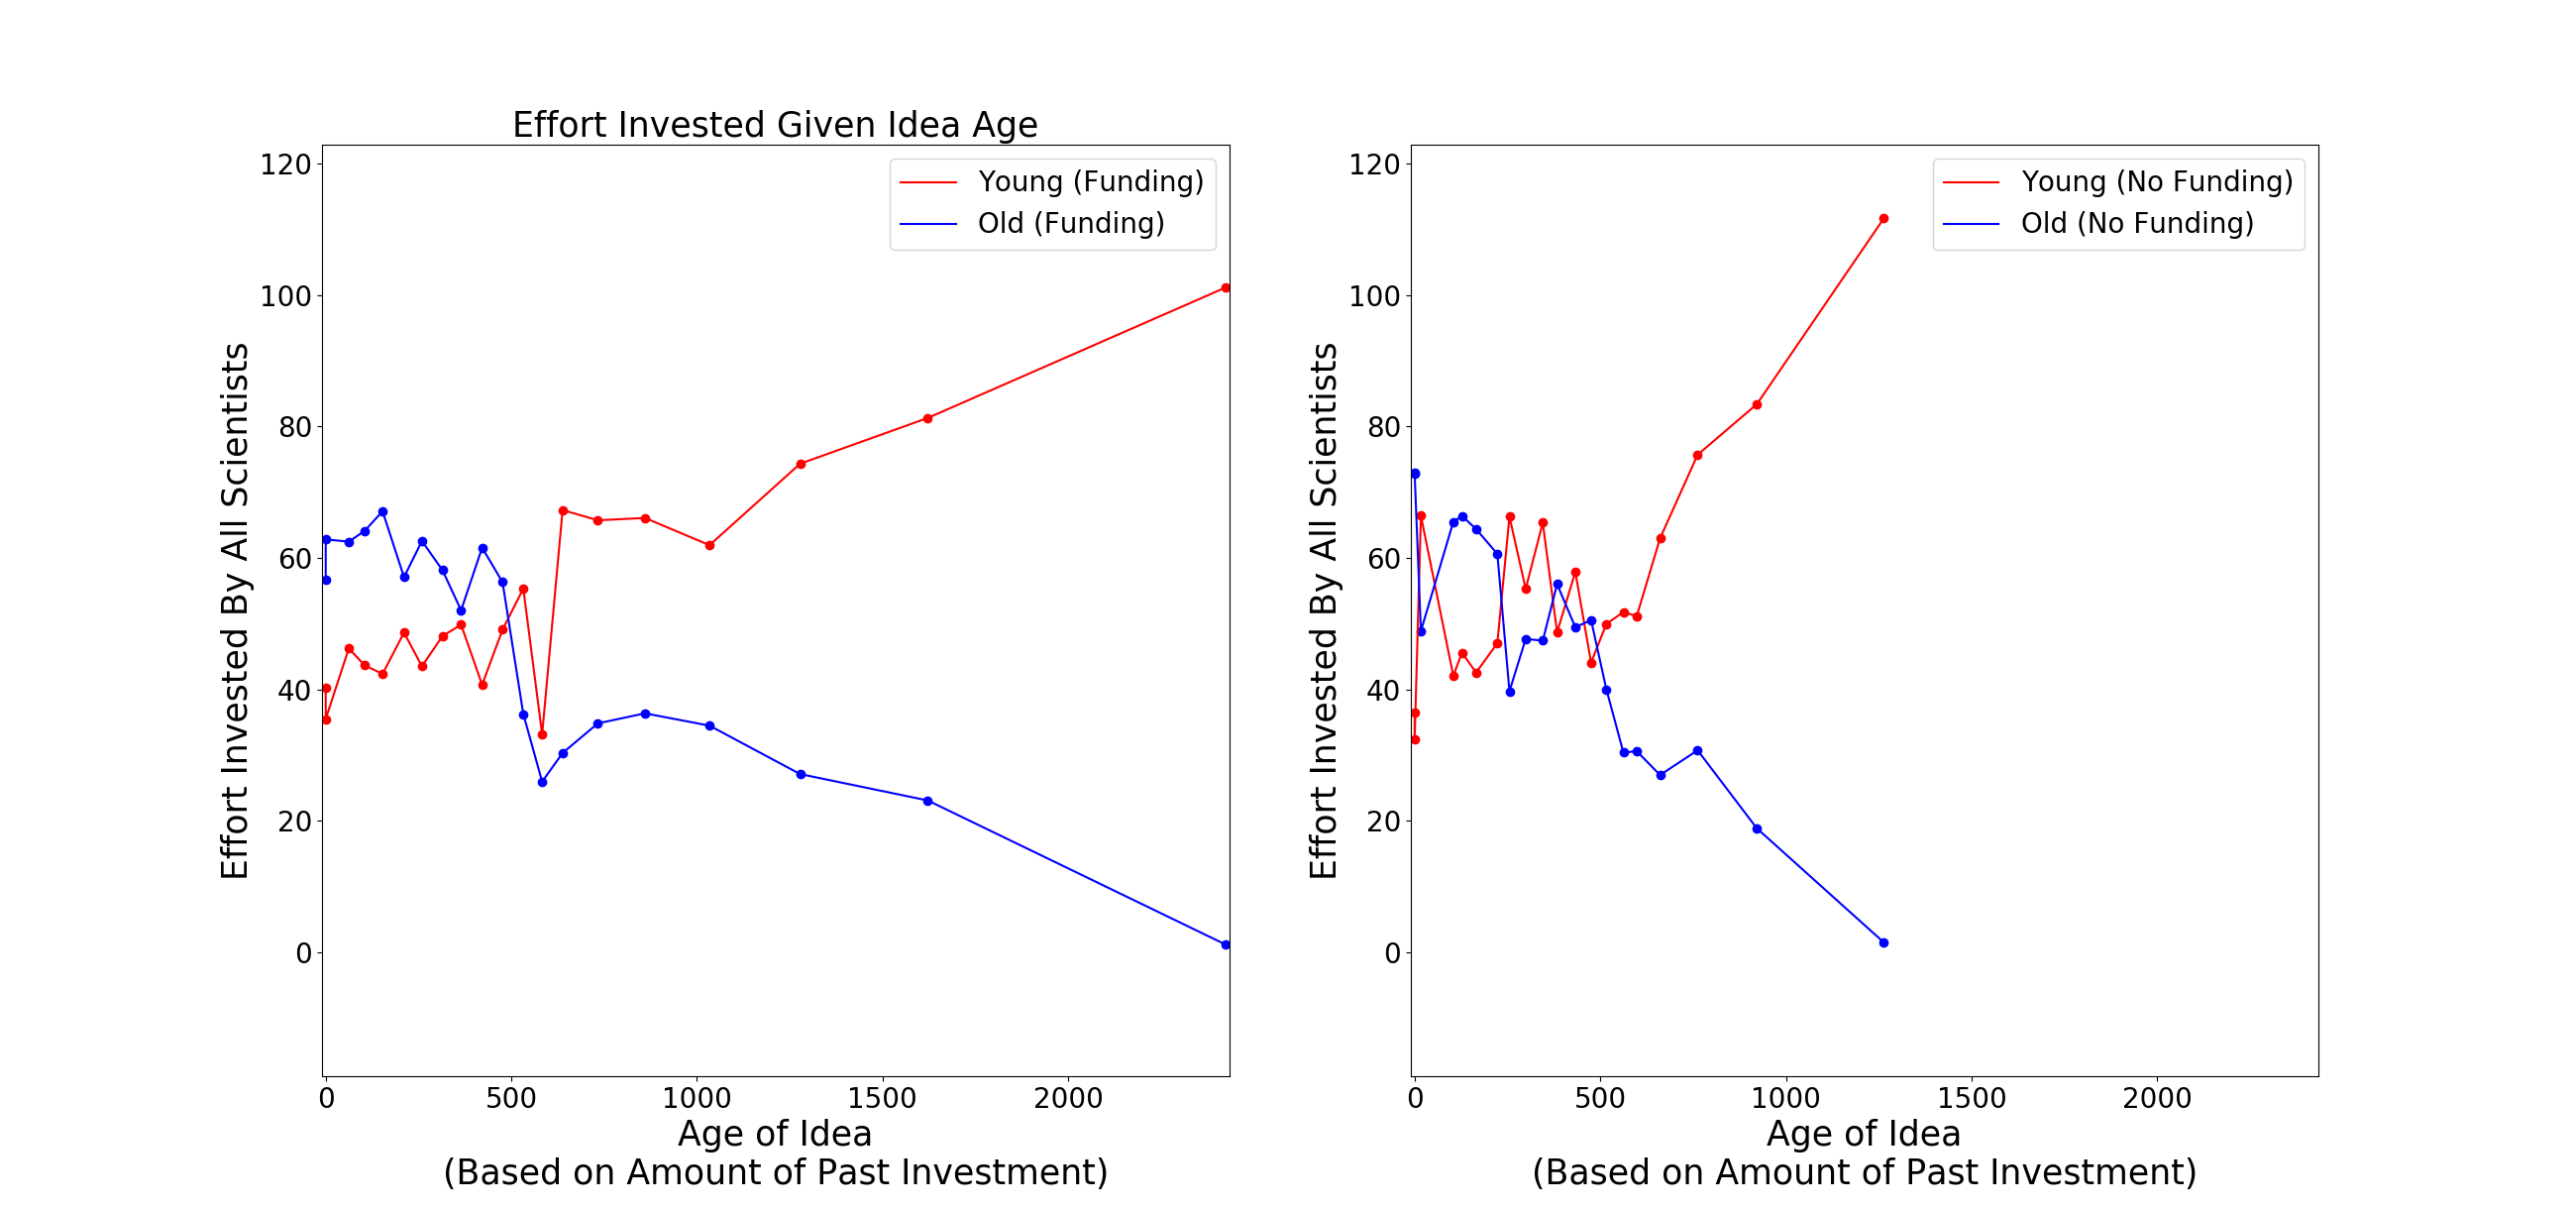 Effort Invested Given Idea Age
Effort Invested By All Scientists
120
100
80
60
40
20
0
Young (Funding)
Old (Funding)
0 500 1000 1500 2000
Age of Idea
(Based on Amount of Past Investment)
Effort Invested By All Scientists
120
100
80
60
40
20
0
Young (No Funding)
Old (No Funding)
0 500 1000 1500 2000
Age of Idea
(Based on Amount of Past Investment)